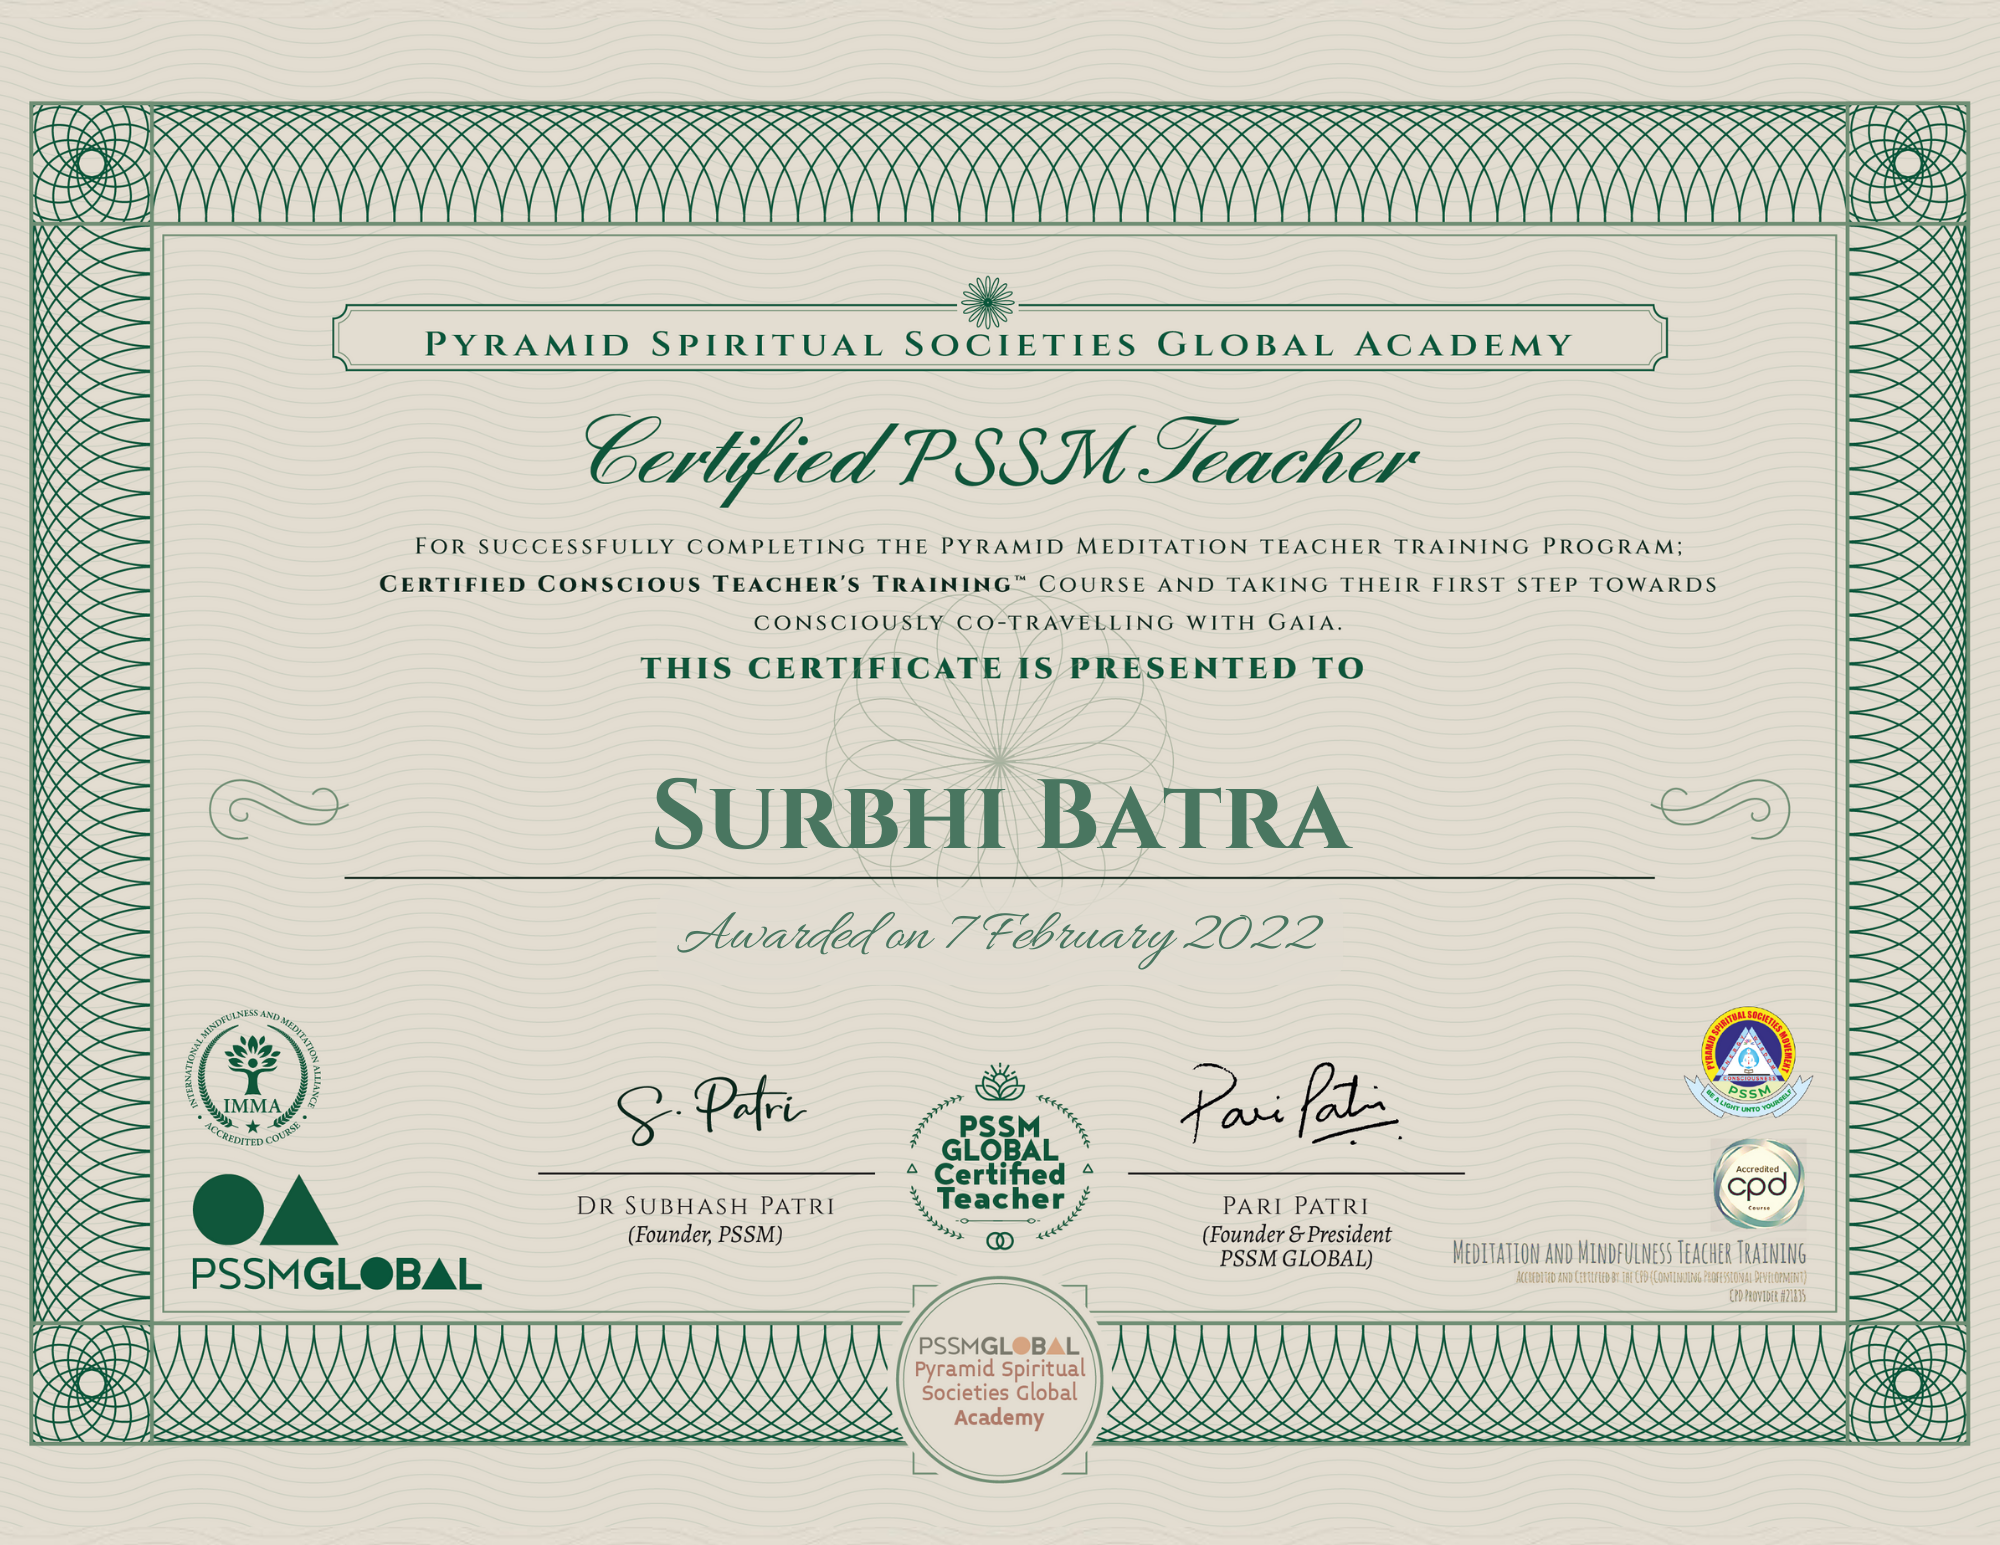 Pyramid Spiritual Societies Global Academy
Certified PSSM Teacher
For successfully completing the Pyramid Meditation teacher training Program;
Certified Conscious Teacher's Training™ Course and taking their first step towards
consciously co-travelling with Gaia.
THIS CERTIFICATE IS PRESENTED TO
Surbhi Batra
Awarded on 7 February 2022
INTERNATIONAL MINDFULNESS AND MEDITATION ALLIANCE
IMMA
ACCREDITED COURSE
PSSMGLOBAL
S. Patri
Dr Subhash Patri
(Founder, PSSM)
PSSM
GLOBAL
Certified
Teacher
Pari Patri
Pari Patri
(Founder & President
PSSM GLOBAL)
PYRAMID SPIRITUAL SOCIETIES MOVEMENT
CONSCIOUSNESS
PSSM
BE A LIGHT UNTO YOURSELF
Accredited
cpd
Course
Meditation and Mindfulness Teacher Training
Accredited and Certified by the CPD (Continuing Professional Development)
CPD Provider #21835
PSSMGLOBAL
Pyramid Spiritual
Societies Global
Academy